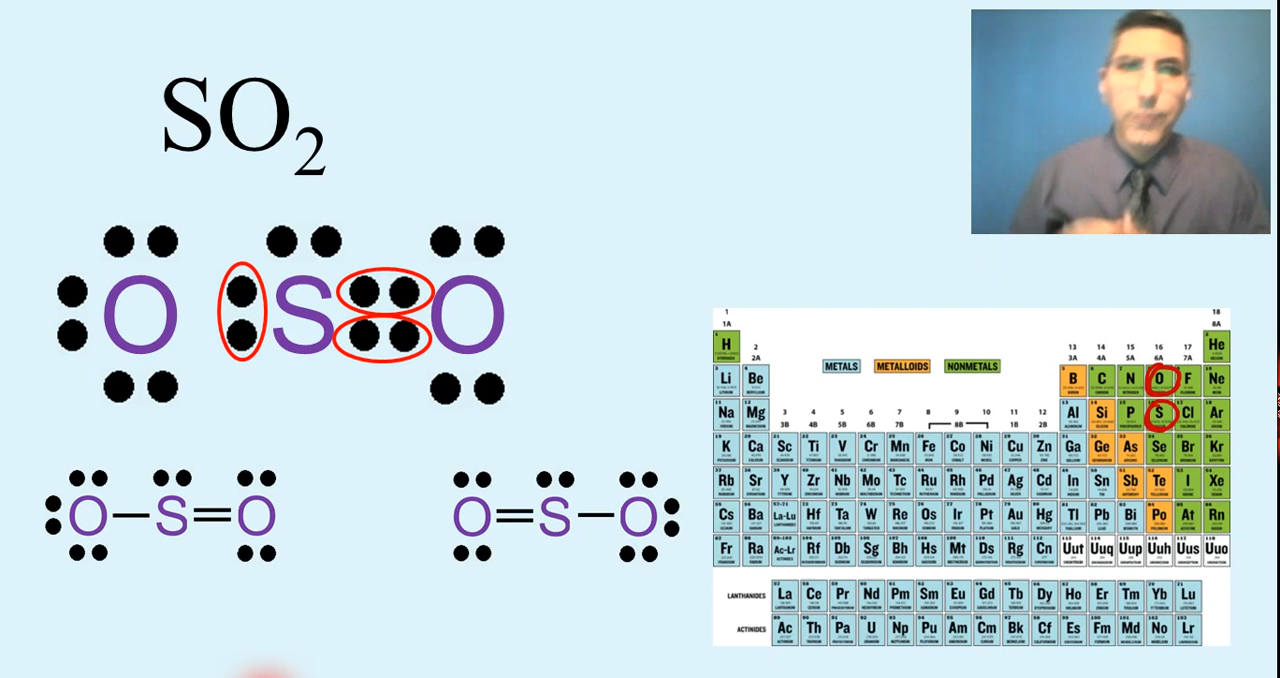 SO₂
O S O
O S O
O S O
1 18
1A 8A
H 2 13 14 15 16 17 He
2A 3A 4A 5A 6A 7A
Li Be METALS METALLOIDS NONMETALS B C N O F Ne
Na Mg 3 4 5 6 7 8 9 10 11 12 Al Si P S Cl Ar
3B 4B 5B 6B 7B 8B 1B 2B
K Ca Sc Ti V Cr Mn Fe Co Ni Cu Zn Ga Ge As Se Br Kr
Rb Sr Y Zr Nb Mo Tc Ru Rh Pd Ag Cd In Sn Sb Te I Xe
Cs Ba La-Lu Hf Ta W Re Os Ir Pt Au Hg Tl Pb Bi Po At Rn
Fr Ra Ac-Lr Rf Db Sg Bh Hs Mt Ds Rg Cn Uut Uuq Uup Uuh Uus Uuo
LANTHANIDES La Ce Pr Nd Pm Sm Eu Gd Tb Dy Ho Er Tm Yb Lu
ACTINIDES Ac Th Pa U Np Pu Am Cm Bk Cf Es Fm Md No Lr